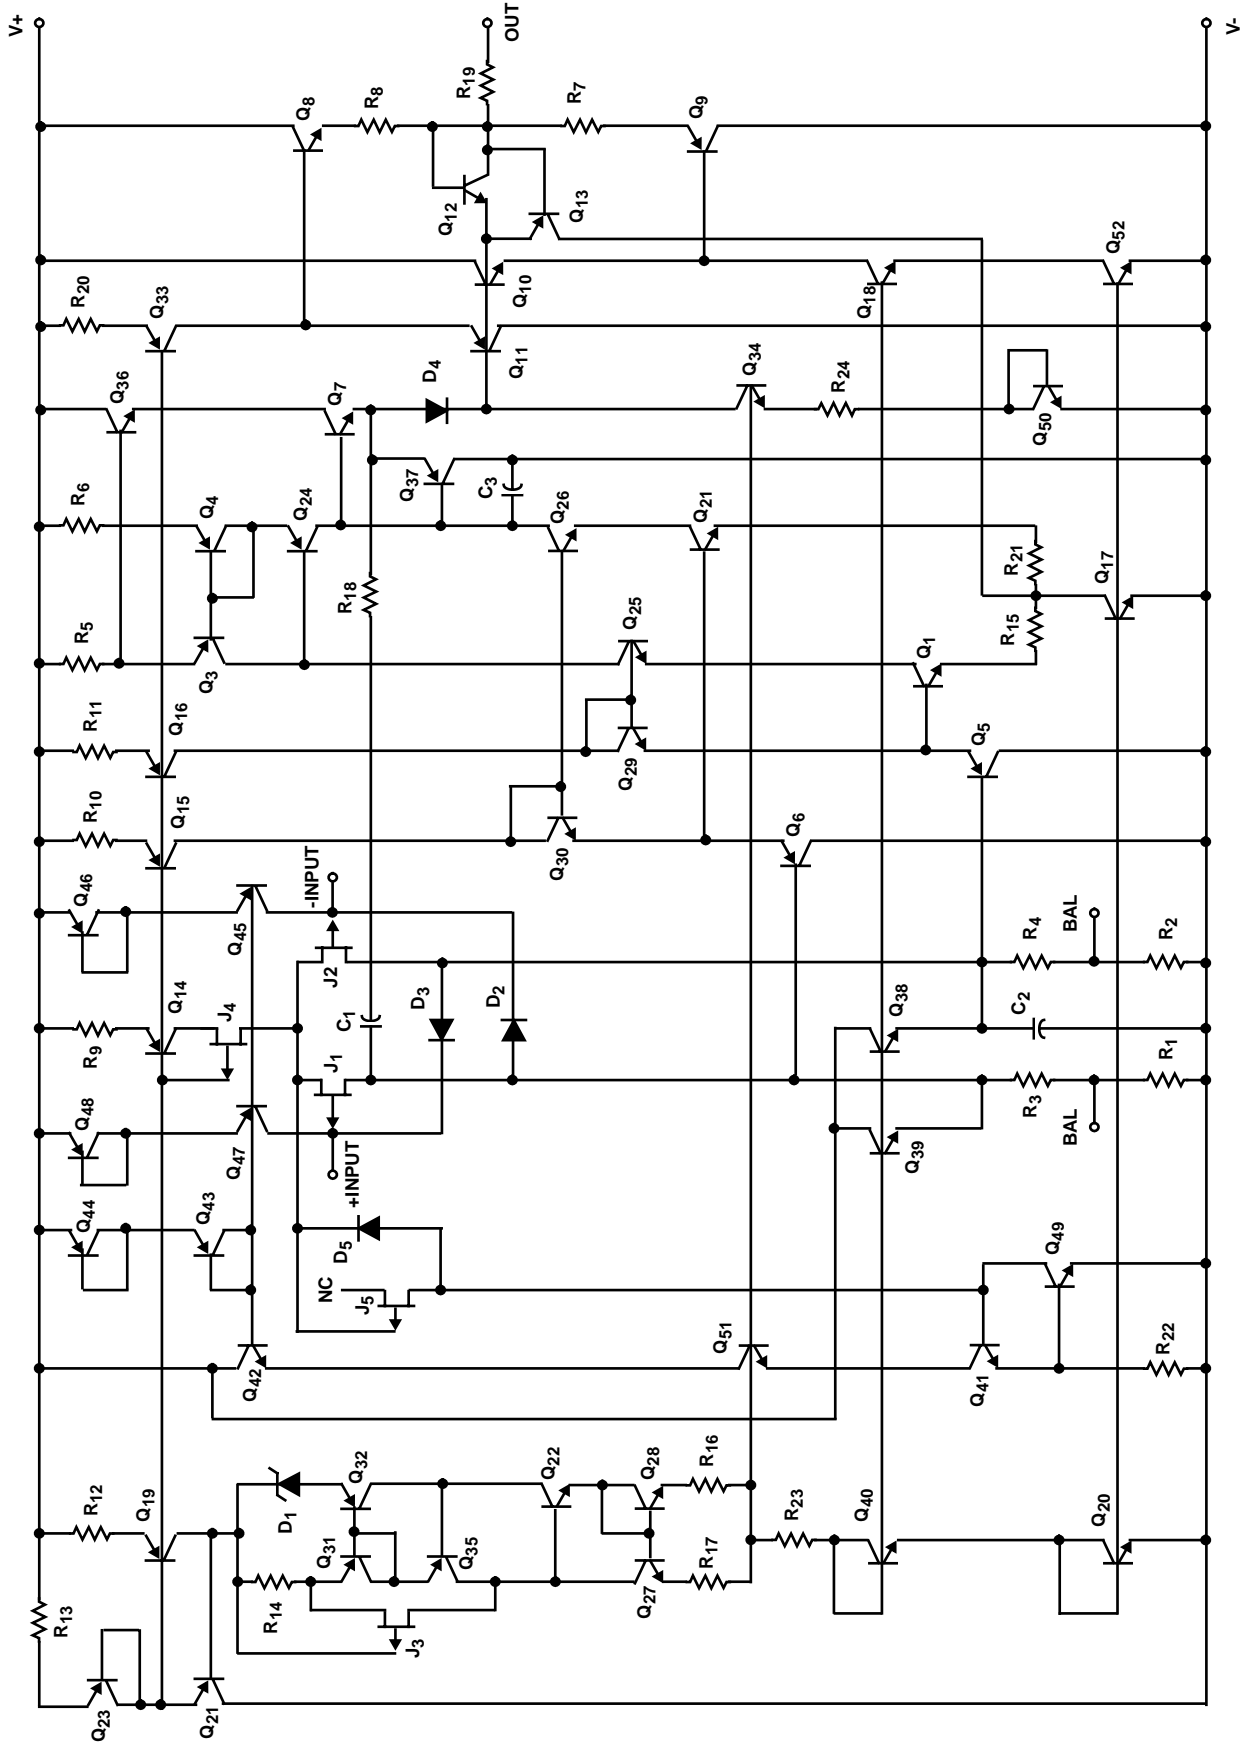 V+
OUT
V-
R19
R8
R7
Q8
Q9
Q12
Q13
R20
Q33
Q10
Q18
Q52
Q11
Q36
Q7
D4
Q34
R24
Q50
R6
Q4
Q24
Q37
C3
Q26
Q21
R21
Q17
R18
R5
Q3
Q25
Q1
R15
R11
Q16
Q29
Q5
R10
Q15
Q30
Q6
Q46
Q45
-INPUT
J2
R4
BAL
R2
R9
Q14
J4
C1
D3
D2
Q38
C2
J1
R3
R1
BAL
Q48
Q47
+INPUT
Q39
Q44
Q43
D5
NC
J5
Q49
Q42
Q51
Q41
R22
R12
Q19
D1
Q32
Q22
Q28
R16
R23
Q40
Q20
R13
R14
Q31
Q35
J3
Q27
R17
Q23
Q21